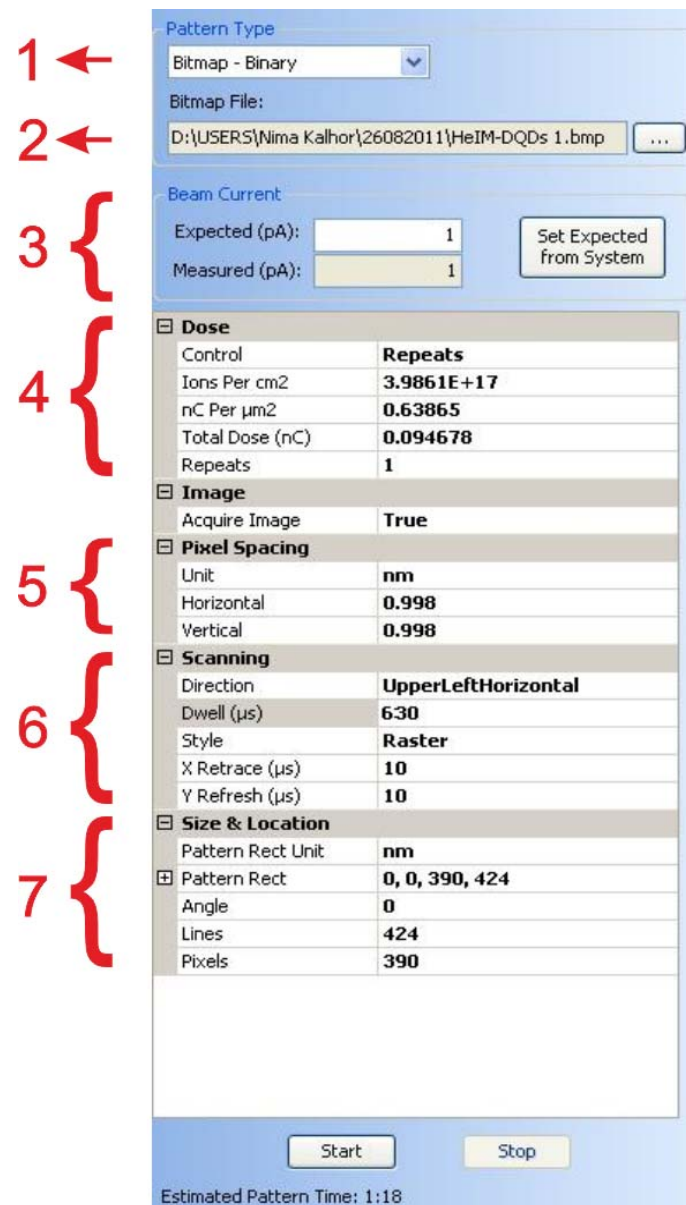 Pattern Type
1
Bitmap - Binary
Bitmap File:
2
D:\USERS\Nima Kalhor\26082011\HeIM-DQDs 1.bmp ...
Beam Current
3
Expected (pA): 1
Measured (pA): 1
Set Expected
from System
4
Dose
Control Repeats
Ions Per cm2 3.9861E+17
nC Per µm2 0.63865
Total Dose (nC) 0.094678
Repeats 1
Image
Acquire Image True
5
Pixel Spacing
Unit nm
Horizontal 0.998
Vertical 0.998
6
Scanning
Direction UpperLeftHorizontal
Dwell (µs) 630
Style Raster
X Retrace (µs) 10
Y Refresh (µs) 10
7
Size & Location
Pattern Rect Unit nm
Pattern Rect 0, 0, 390, 424
Angle 0
Lines 424
Pixels 390
Start Stop
Estimated Pattern Time: 1:18